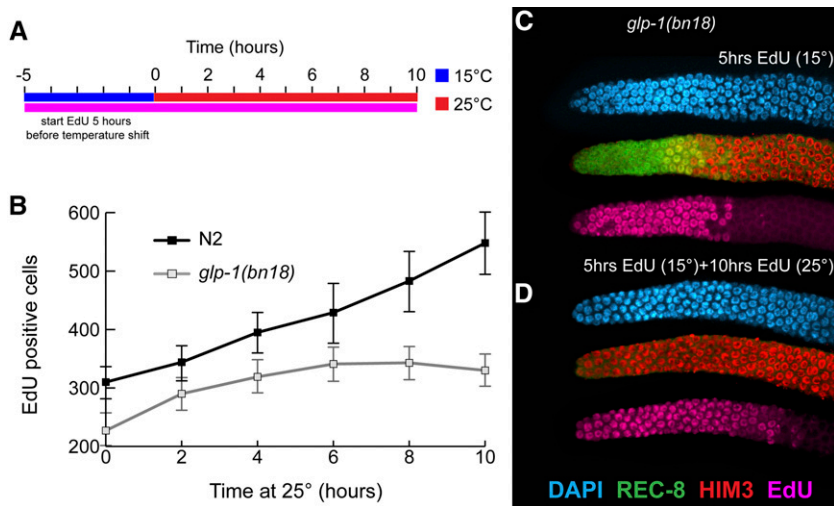 A
Time (hours)
-5 0 2 4 6 8 10
15°C
25°C
start EdU 5 hours
before temperature shift
B
600
500
400
300
200
EdU positive cells
N2
glp-1(bn18)
0 2 4 6 8 10
Time at 25° (hours)
C
glp-1(bn18)
5hrs EdU (15°)
5hrs EdU (15°)+10hrs EdU (25°)
D
DAPI REC-8 HIM3 EdU